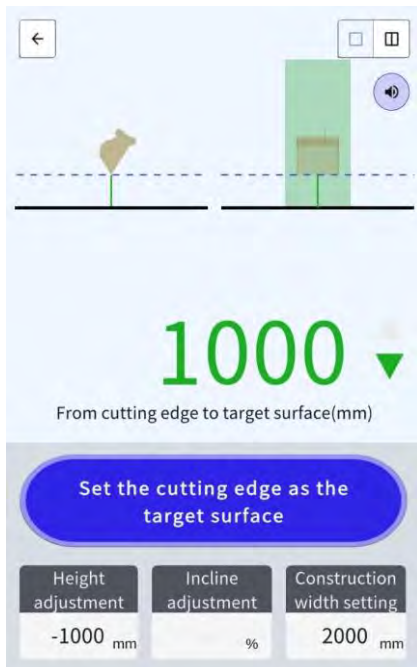 1000
From cutting edge to target surface(mm)
Set the cutting edge as the
target surface
Height
adjustment
-1000 mm
Incline
adjustment
%
Construction
width setting
2000 mm